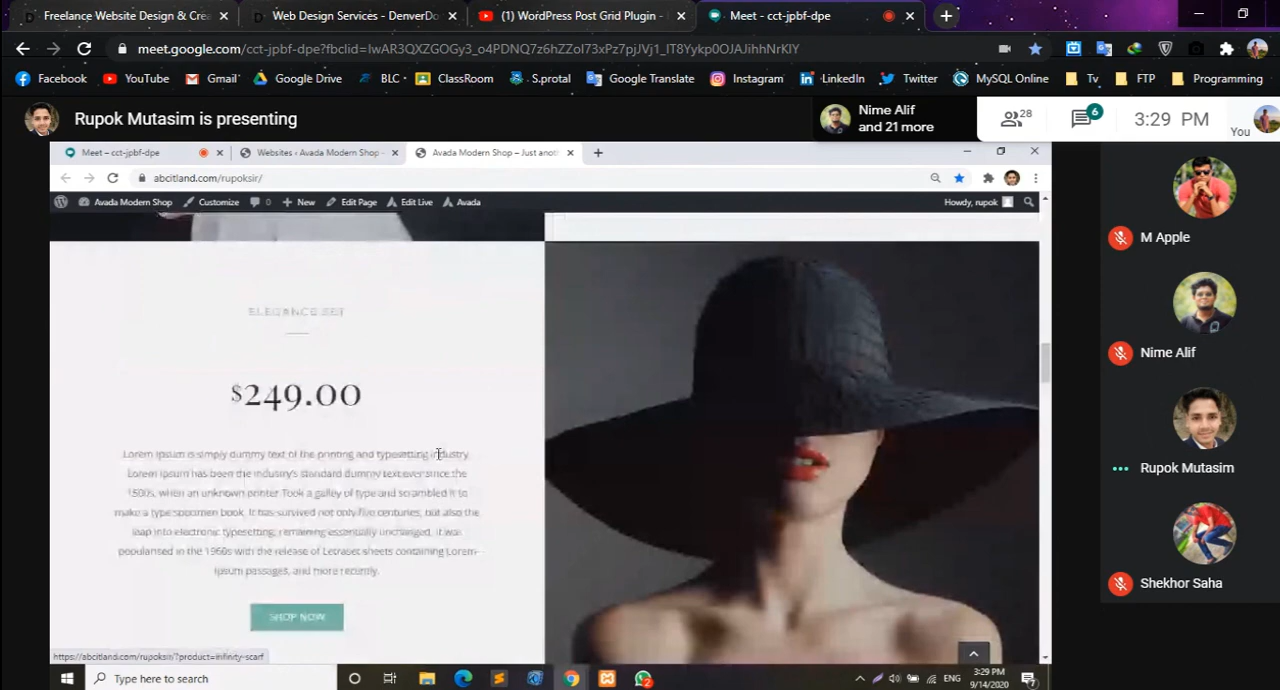 Freelance Website Design & Crea
Web Design Services - DenverDo
(1) WordPress Post Grid Plugin -
Meet - cct-jpbf-dpe
meet.google.com/cct-jpbf-dpe?fbclid=IwAR3QXZGOGy3_o4PDNQ7z6hZZoI73xPz7pjJVj1_IT8Yykp0OJAJihhNrKIY
Facebook
YouTube
Gmail
Google Drive
BLC
ClassRoom
S.protal
Google Translate
Instagram
LinkedIn
Twitter
MySQL Online
Tv
FTP
Programming
Rupok Mutasim is presenting
Nime Alif
and 21 more
28
6
3:29 PM
You
Meet – cct-jpbf-dpe
Websites ‹ Avada Modern Shop -
Avada Modern Shop – Just anoth
abcitland.com/rupoksir/
Avada Modern Shop
Customize
0
New
Edit Page
Edit Live
Avada
Howdy, rupok
ELEGANCE SET
$249.00
Lorem Ipsum is simply dummy text of the printing and typesetting industry.
Lorem Ipsum has been the industry's standard dummy text ever since the
1500s, when an unknown printer Took a galley of type and scrambled it to
make a type specimen book. It has survived not only five centuries, but also the
leap into electronic typesetting, remaining essentially unchanged. It was
popularised in the 1960s with the release of Letraset sheets containing Lorem-
Ipsum passages, and more recently.
SHOP NOW
https://abcitland.com/rupoksir/?product=infinity-scarf
Type here to search
2
ENG
3:29 PM
9/14/2020
7
M Apple
Nime Alif
Rupok Mutasim
Shekhor Saha